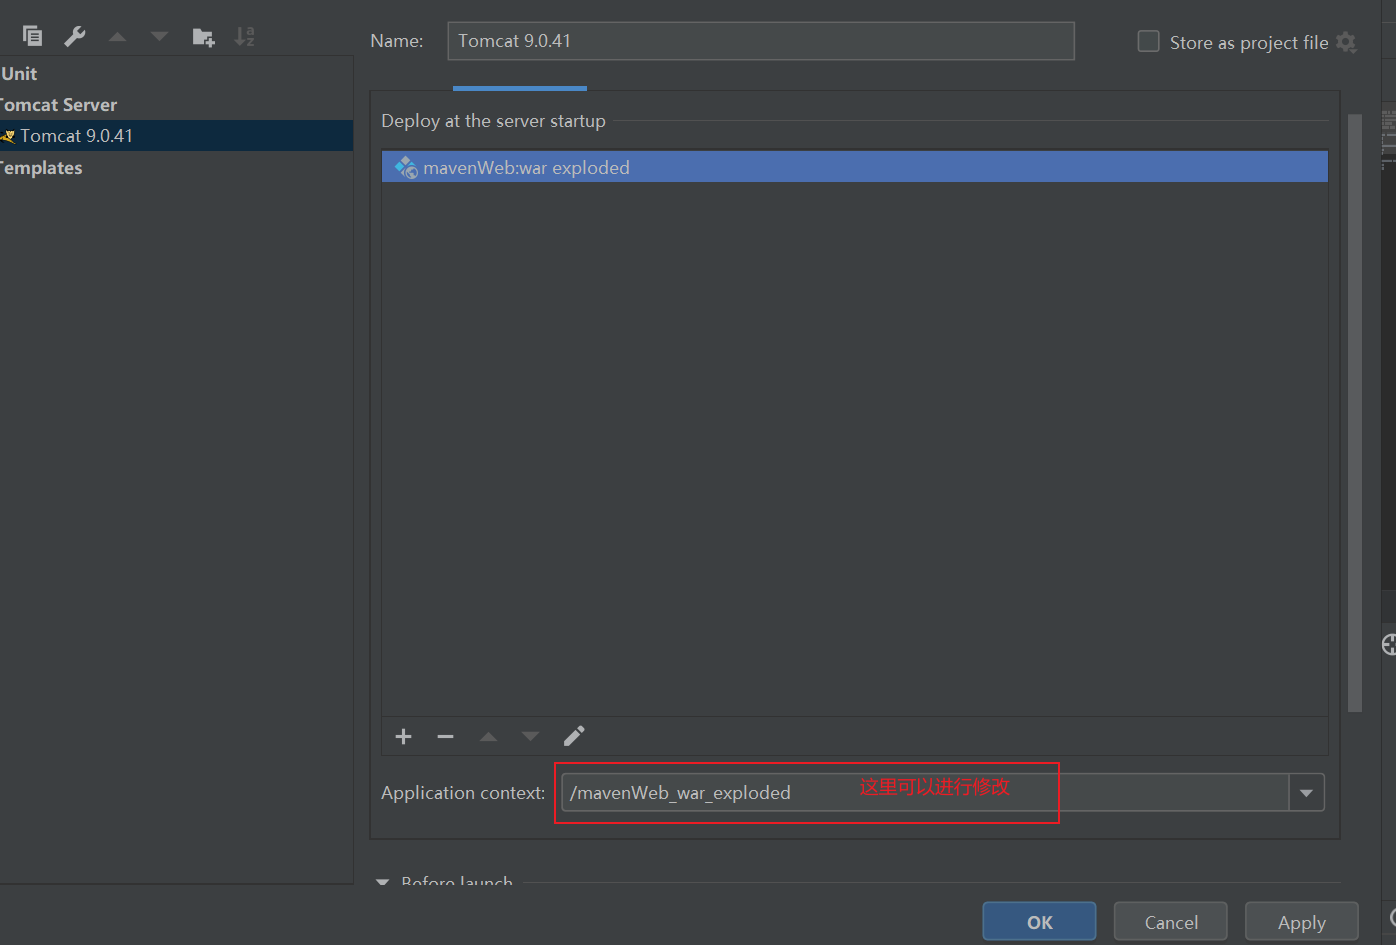 Name:
Tomcat 9.0.41
Store as project file
Unit
Tomcat Server
Tomcat 9.0.41
Templates
Deploy at the server startup
mavenWeb:war exploded
Application context:
/mavenWeb_war_exploded
这里可以进行修改
Before launch
OK
Cancel
Apply